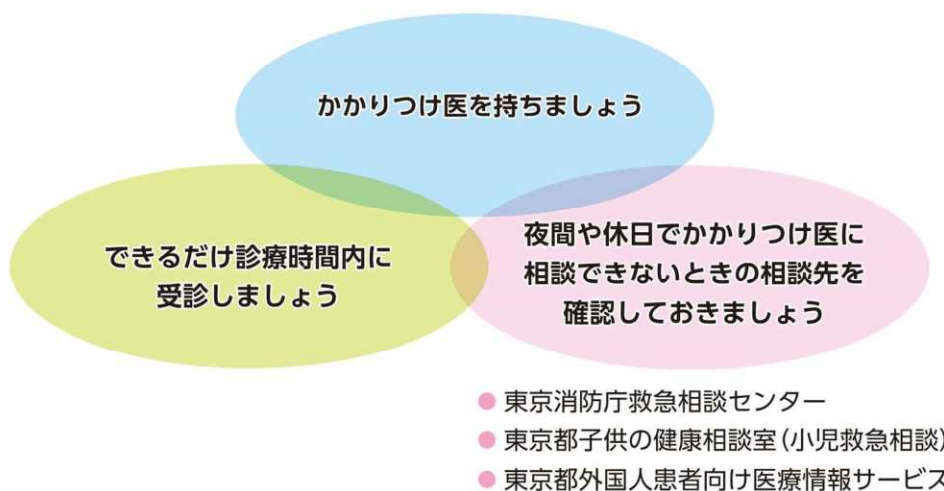 かかりつけ医を持ちましょう
できるだけ診療時間内に
受診しましょう
夜間や休日でかかりつけ医に
相談できないときの相談先を
確認しておきましょう
● 東京消防庁救急相談センター
● 東京都子供の健康相談室(小児救急相談)
● 東京都外国人患者向け医療情報サービス